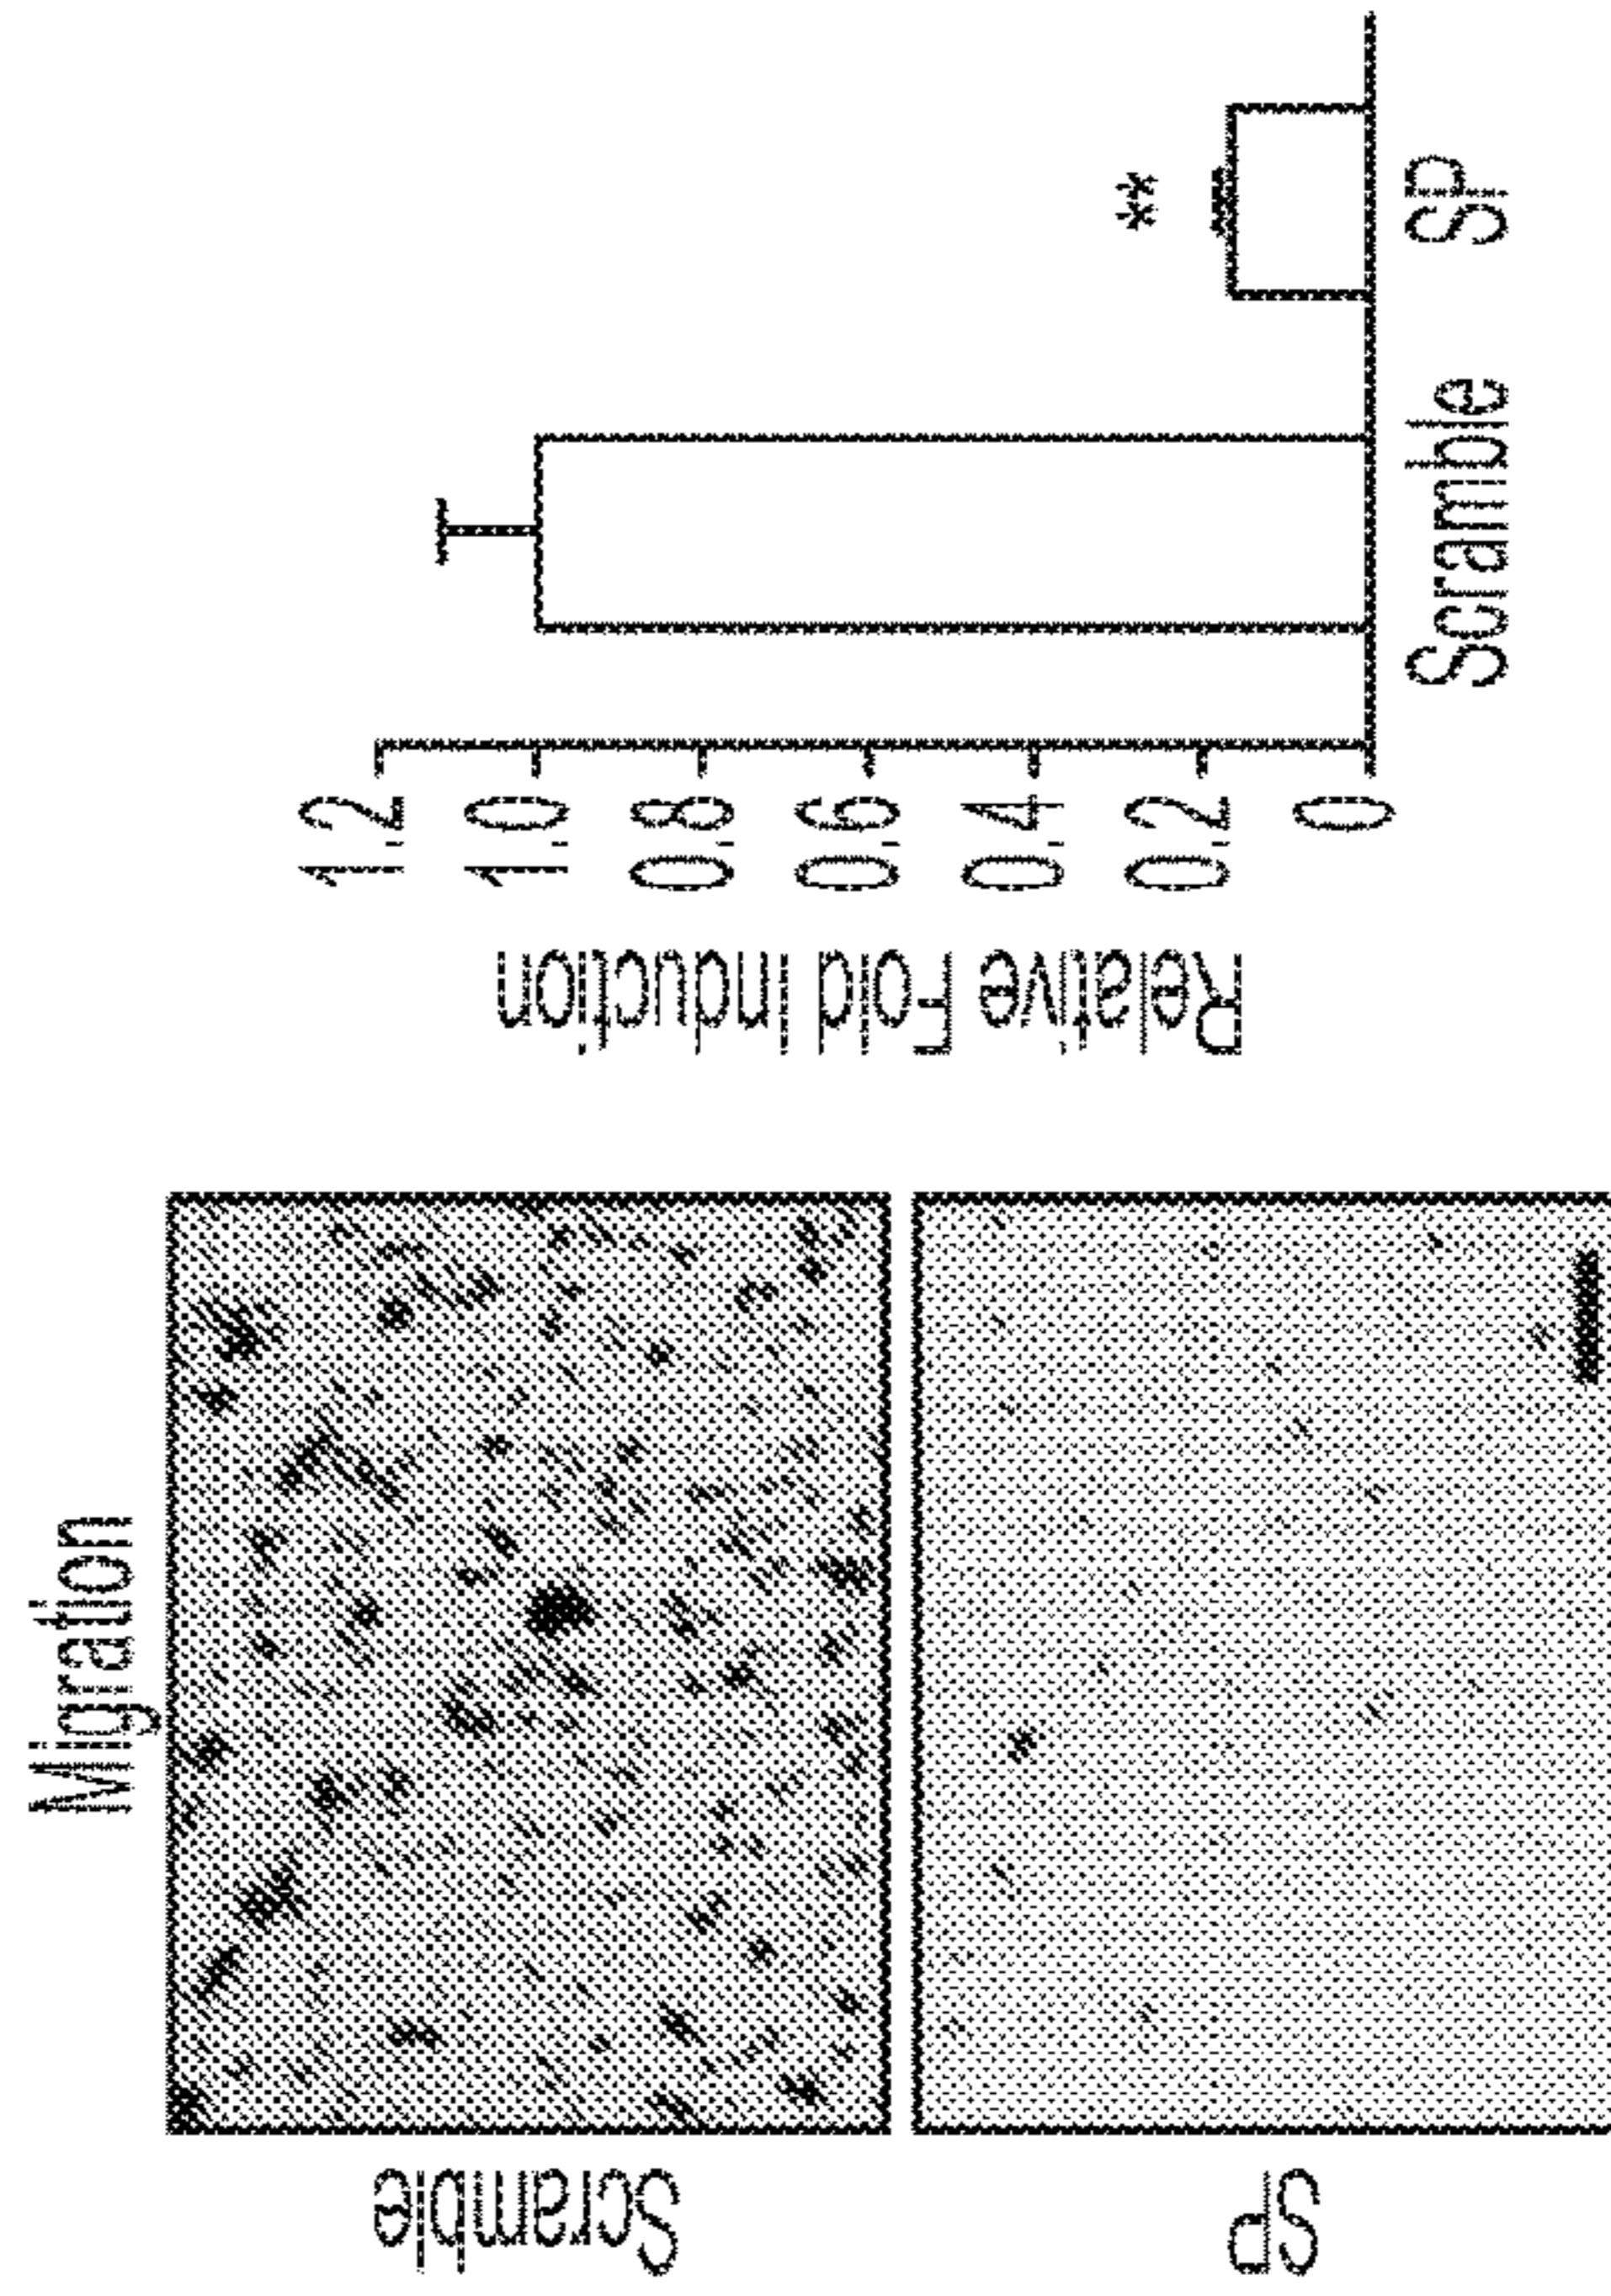 Migration
Scramble
SP
Relative Fold Induction
1.2
1.0
0.8
0.6
0.4
0.2
0
**
Scramble
SP